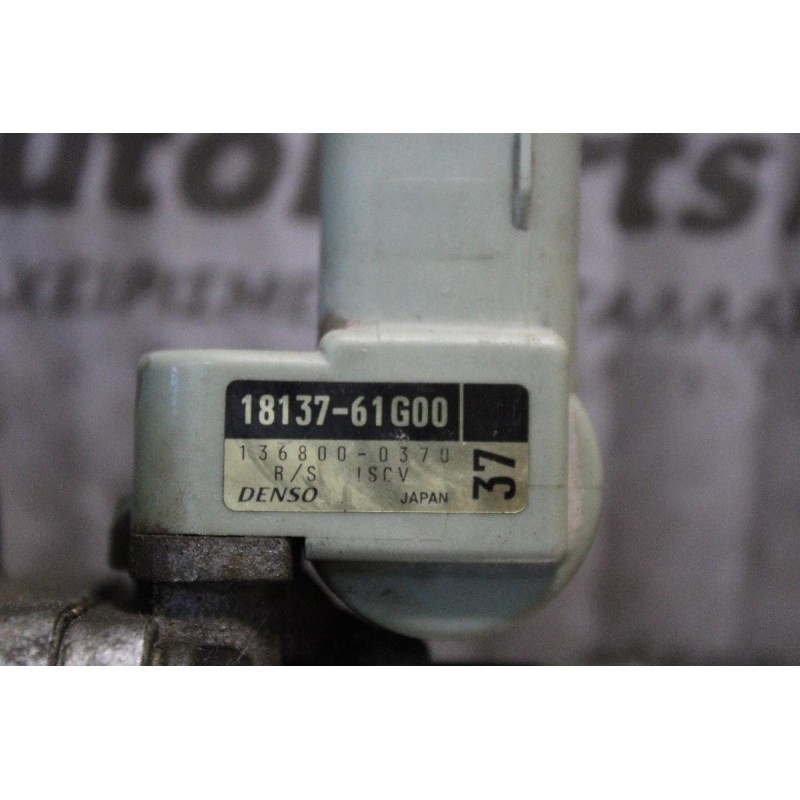 18137-61G00
136800-0370
R/S ISCV
DENSO JAPAN
37